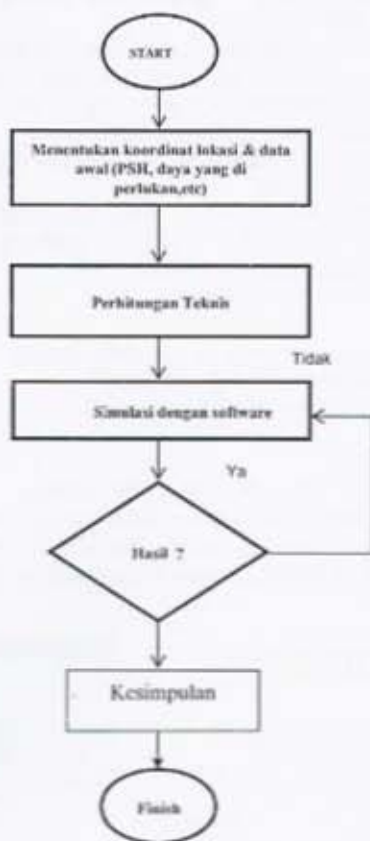 START
Menentukan koordinat lokasi & data
awal (PSH, daya yang di
perlukan,etc)
Perhitungan Teknis
Tidak
Simulasi dengan software
Ya
Hasil ?
Kesimpulan
Finish